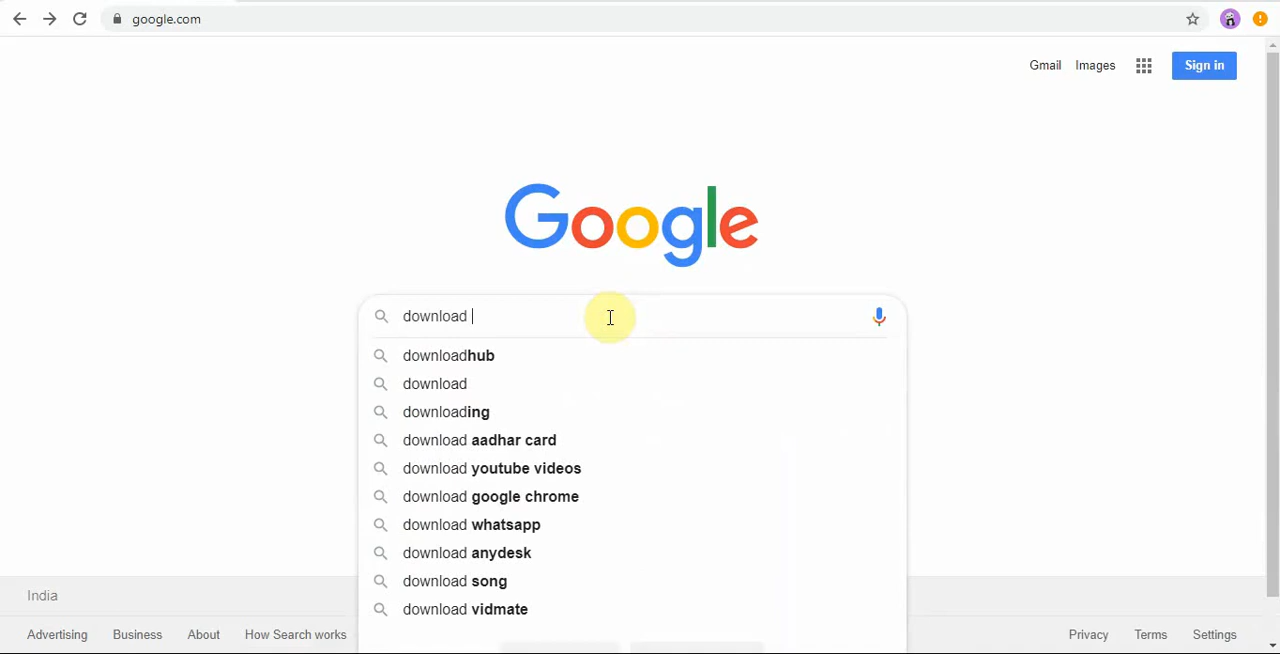 google.com
Gmail Images Sign in
Google
download
downloadhub
download
downloading
download aadhar card
download youtube videos
download google chrome
download whatsapp
download anydesk
download song
download vidmate
India
Advertising Business About How Search works Privacy Terms Settings